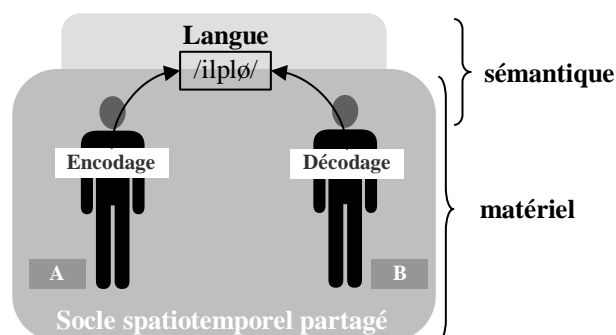 Langue
/ilplø/
sémantique
Encodage
Décodage
matériel
A
B
Socle spatiotemporel partagé